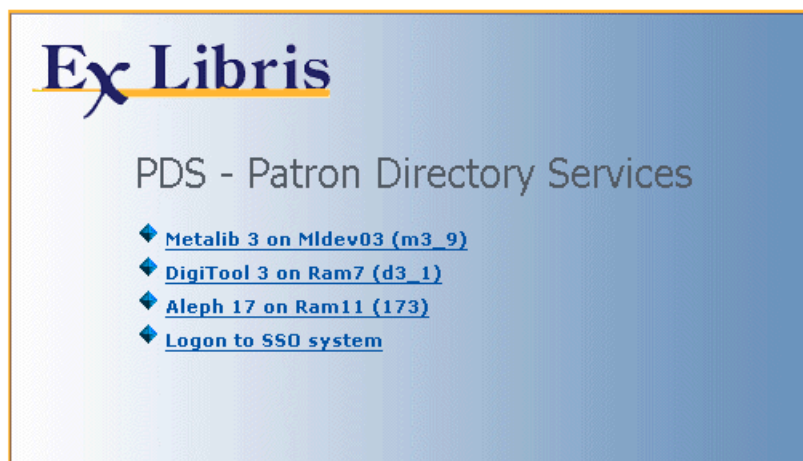 Ex Libris
PDS - Patron Directory Services
Metalib 3 on Mldev03 (m3_9)
DigiTool 3 on Ram7 (d3_1)
Aleph 17 on Ram11 (173)
Logon to SSO system